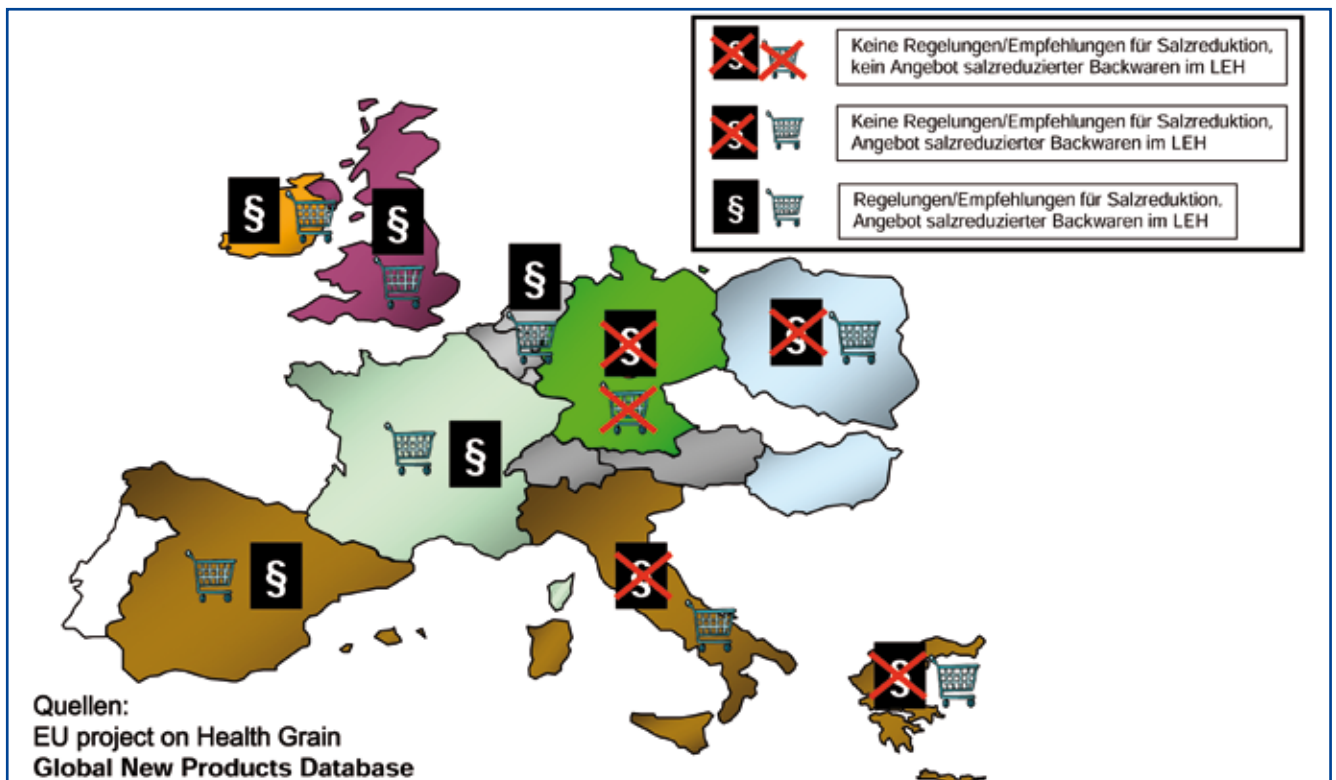 Keine Regelungen/Empfehlungen für Salzreduktion,
kein Angebot salzreduzierter Backwaren im LEH
Keine Regelungen/Empfehlungen für Salzreduktion,
Angebot salzreduzierter Backwaren im LEH
§
Regelungen/Empfehlungen für Salzreduktion,
Angebot salzreduzierter Backwaren im LEH
§
§
§
§
§
§
§
§
§
§
§
Quellen:
EU project on Health Grain
Global New Products Database